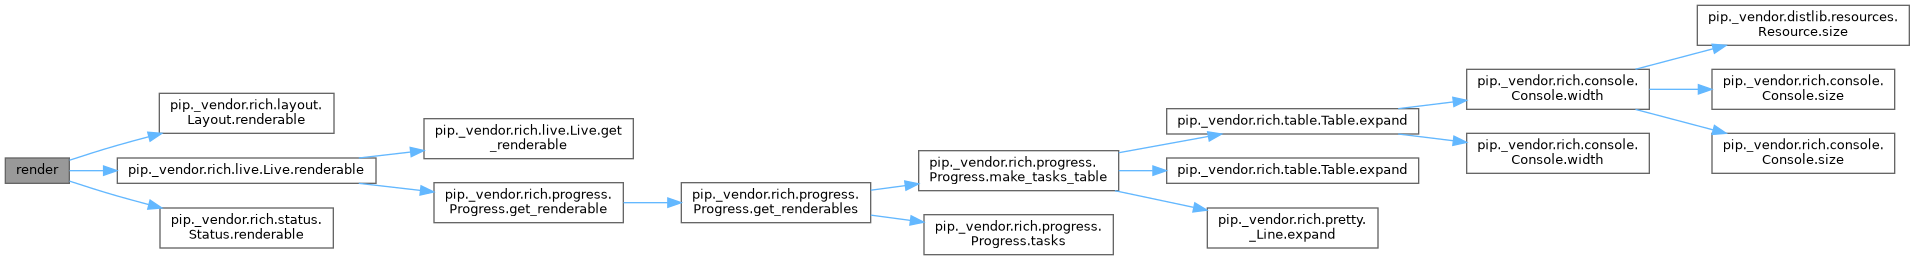 render
pip._vendor.rich.layout.
Layout.renderable
pip._vendor.rich.live.Live.renderable
pip._vendor.rich.status.
Status.renderable
pip._vendor.rich.live.Live.get
_renderable
pip._vendor.rich.progress.
Progress.get_renderable
pip._vendor.rich.progress.
Progress.get_renderables
pip._vendor.rich.progress.
Progress.make_tasks_table
pip._vendor.rich.progress.
Progress.tasks
pip._vendor.rich.table.Table.expand
pip._vendor.rich.table.Table.expand
pip._vendor.rich.pretty.
_Line.expand
pip._vendor.rich.console.
Console.width
pip._vendor.rich.console.
Console.width
pip._vendor.distlib.resources.
Resource.size
pip._vendor.rich.console.
Console.size
pip._vendor.rich.console.
Console.size